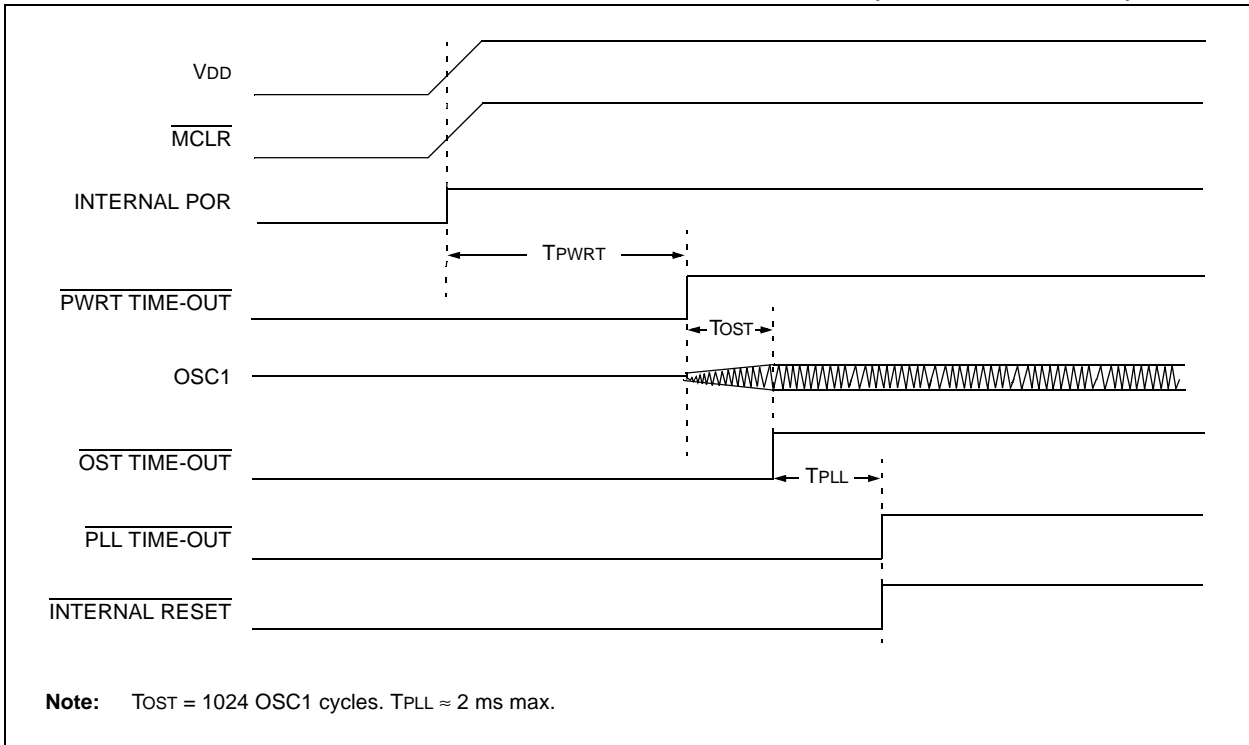 VDD
MCLR
INTERNAL POR
TPWRT
PWRT TIME-OUT
TOST
OSC1
OST TIME-OUT
TPLL
PLL TIME-OUT
INTERNAL RESET
Note: TOST = 1024 OSC1 cycles. TPLL ≈ 2 ms max.